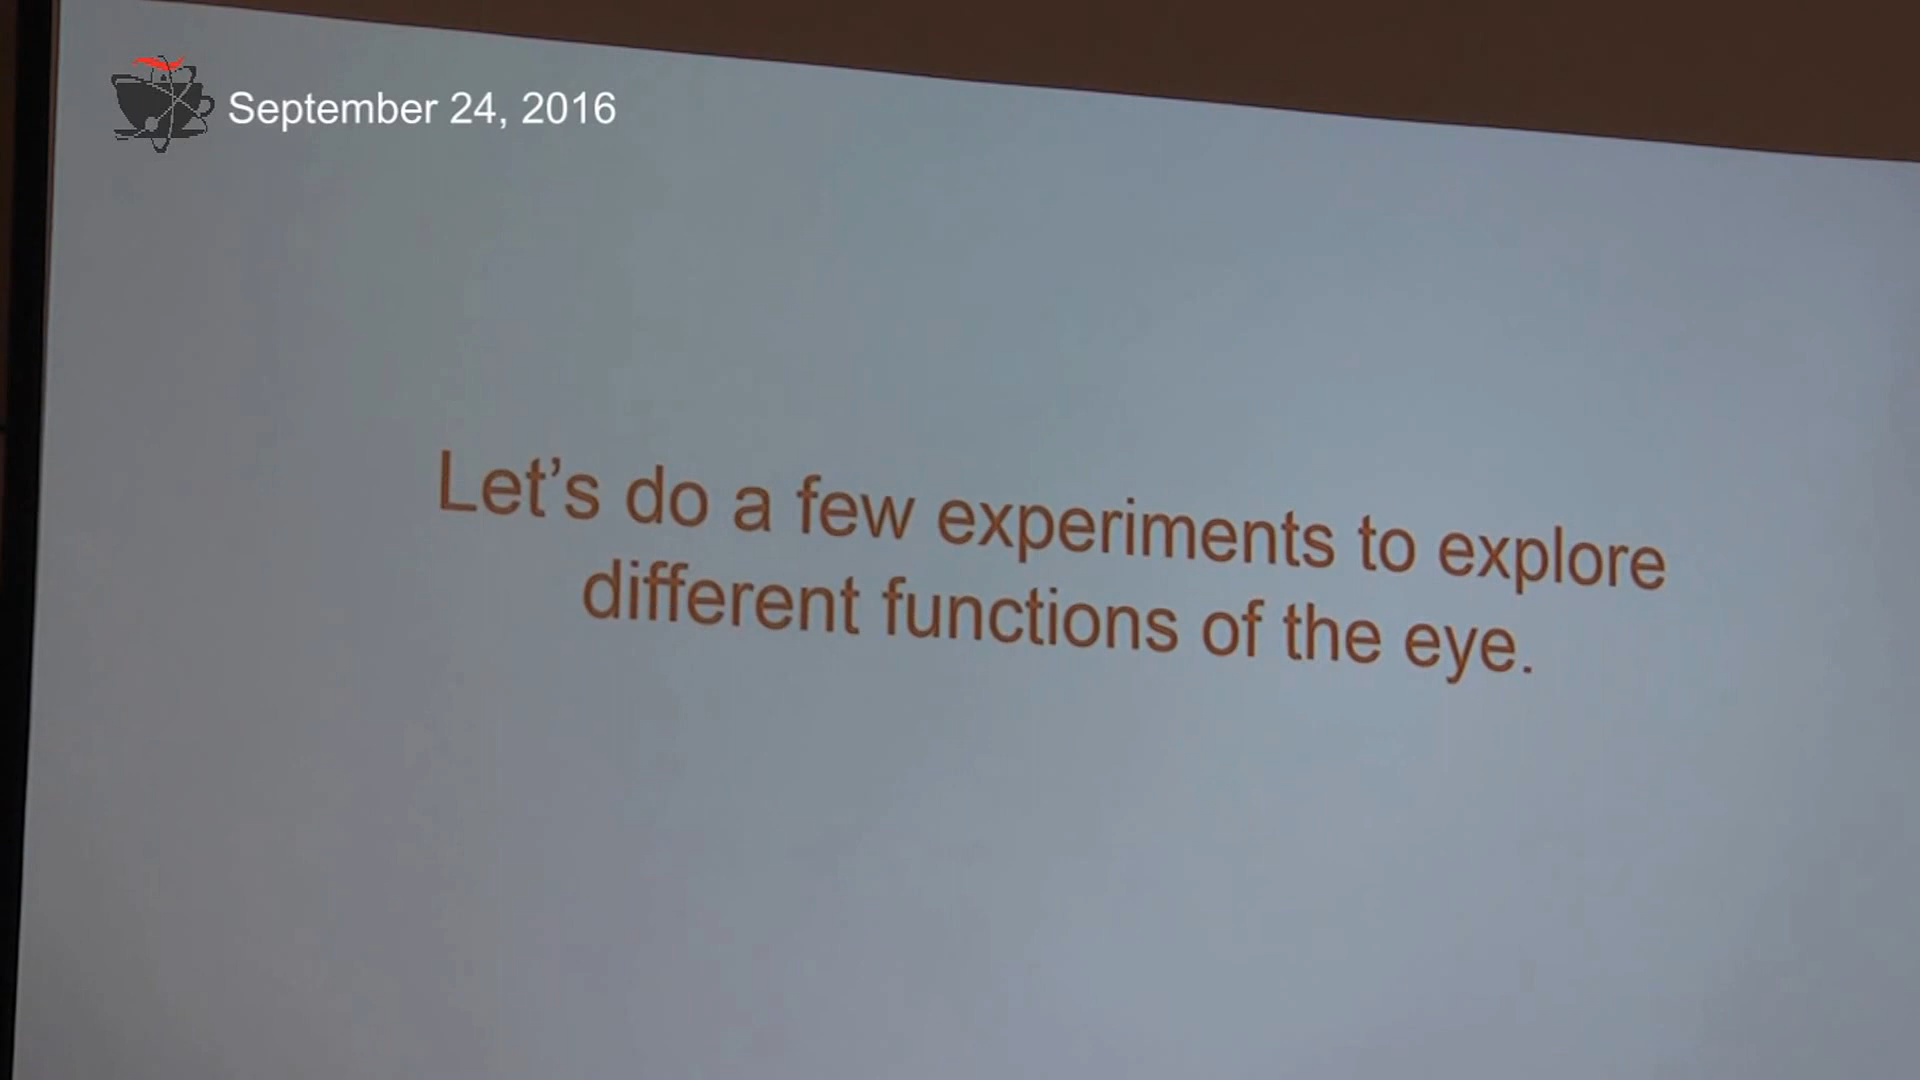 September 24, 2016
Let’s do a few experiments to explore
different functions of the eye.